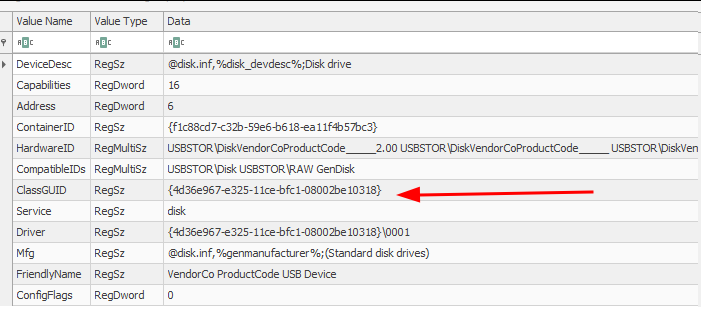 Value Name Value Type Data
ABC ABC ABC
DeviceDesc RegSz @disk.inf,%disk_devdesc%;Disk drive
Capabilities RegDword 16
Address RegDword 6
ContainerID RegSz {f1c88cd7-c32b-59e6-b618-ea11f4b57bc3}
HardwareID RegMultiSz USBSTOR\DiskVendorCoProductCode_____2.00 USBSTOR\DiskVendorCoProductCode_____ USBSTOR\DiskVen
CompatibleIDs RegMultiSz USBSTOR\Disk USBSTOR\RAW GenDisk
ClassGUID RegSz {4d36e967-e325-11ce-bfc1-08002be10318}
Service RegSz disk
Driver RegSz {4d36e967-e325-11ce-bfc1-08002be10318}\0001
Mfg RegSz @disk.inf,%genmanufacturer%;(Standard disk drives)
FriendlyName RegSz VendorCo ProductCode USB Device
ConfigFlags RegDword 0